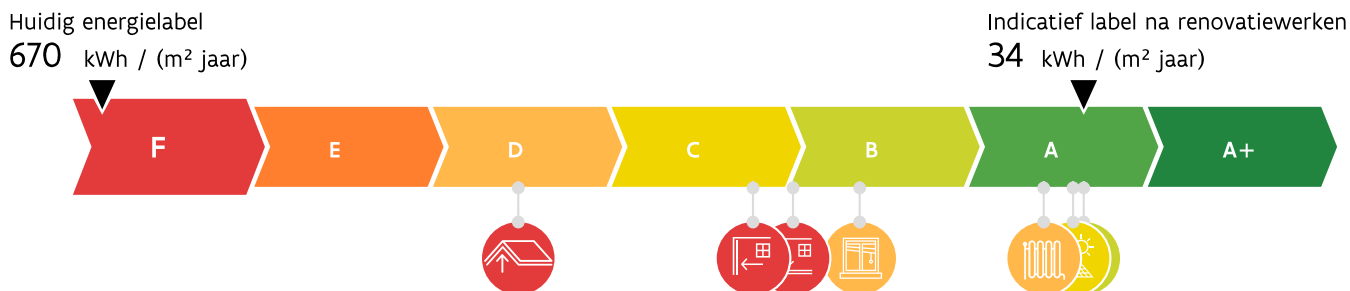 Huidig energielabel
670 kWh / (m² jaar)
Indicatief label na renovatiewerken
34 kWh / (m² jaar)
F E D C B A A+